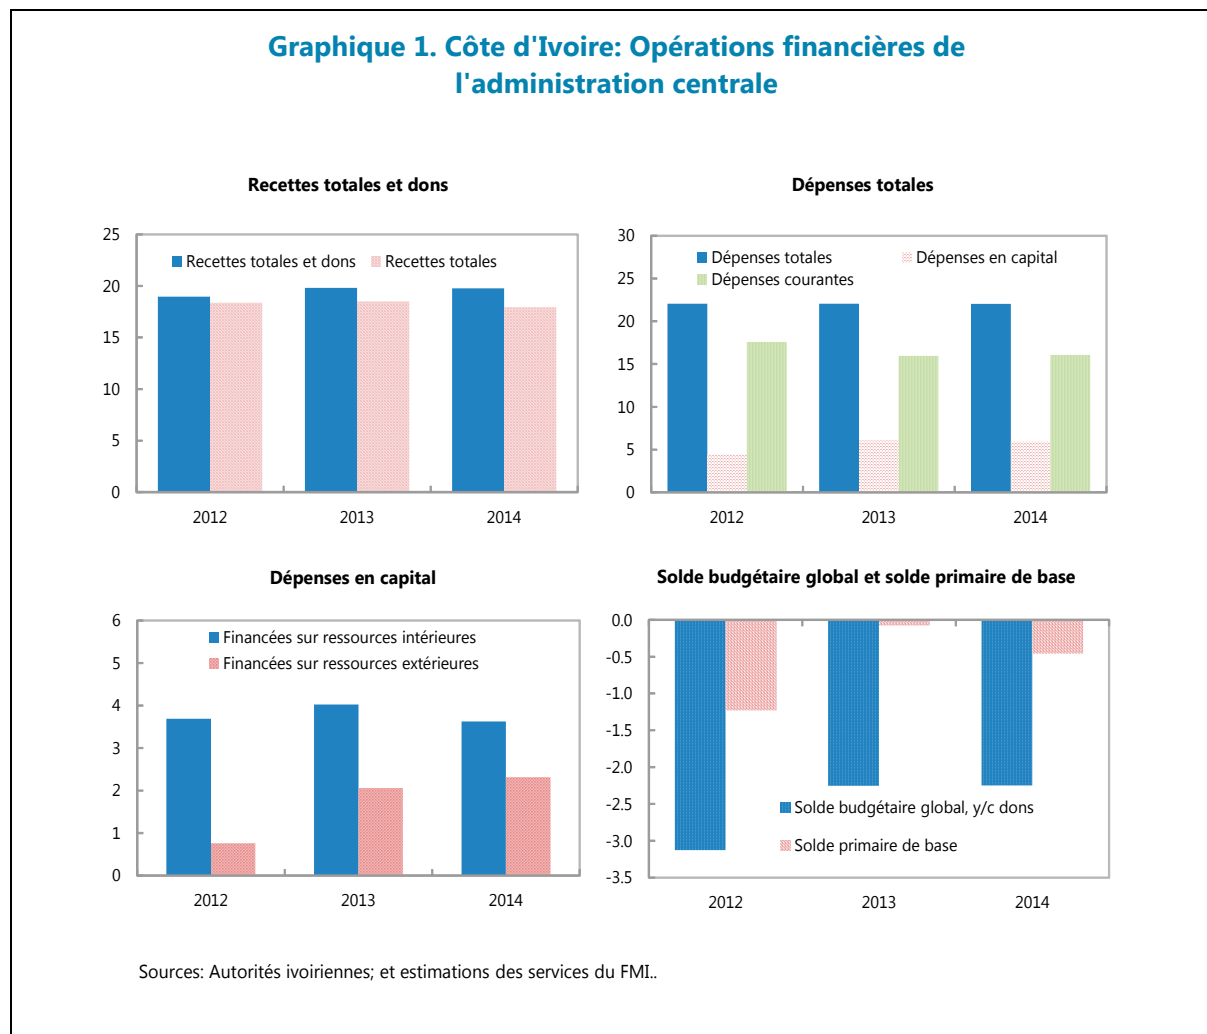 Graphique 1. Côte d'Ivoire: Opérations financières de
l'administration centrale
Recettes totales et dons
25
20
15
10
5
0
Recettes totales et dons
Recettes totales
2012
2013
2014
Dépenses totales
30
25
20
15
10
5
0
Dépenses totales
Dépenses en capital
Dépenses courantes
2012
2013
2014
Dépenses en capital
6
5
4
3
2
1
0
Financées sur ressources intérieures
Financées sur ressources extérieures
2012
2013
2014
Solde budgétaire global et solde primaire de base
0.0
-0.5
-1.0
-1.5
-2.0
-2.5
-3.0
-3.5
Solde budgétaire global, y/c dons
Solde primaire de base
2012
2013
2014
Sources: Autorités ivoiriennes; et estimations des services du FMI..